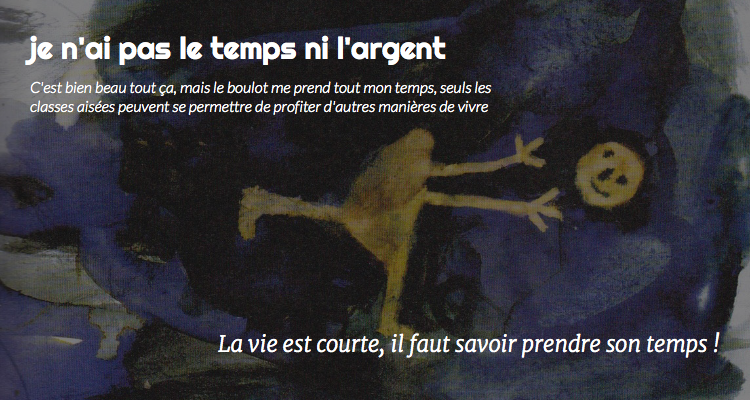 je n'ai pas le temps ni l'argent
C'est bien beau tout ça, mais le boulot me prend tout mon temps, seuls les
classes aisées peuvent se permettre de profiter d'autres manières de vivre
La vie est courte, il faut savoir prendre son temps !